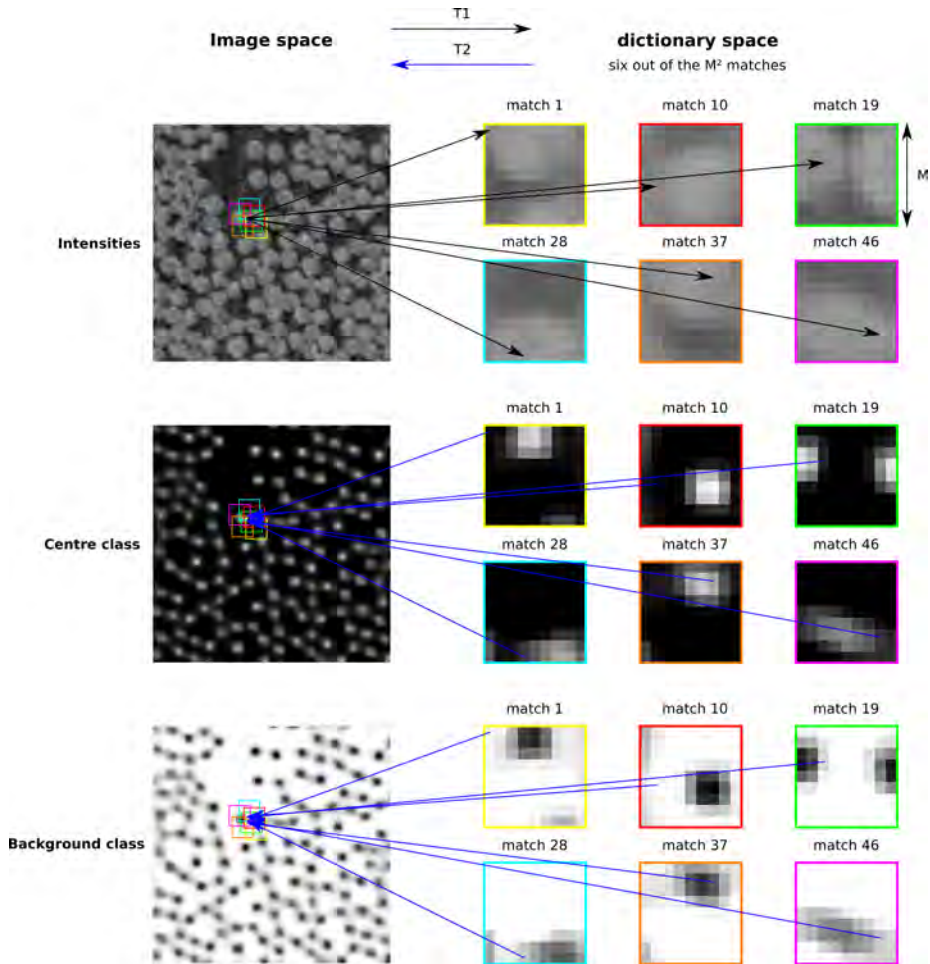 T1
Image space
T2
dictionary space
six out of the M² matches
match 1
match 10
match 19
M
Intensities
match 28
match 37
match 46
match 1
match 10
match 19
Centre class
match 28
match 37
match 46
match 1
match 10
match 19
Background class
match 28
match 37
match 46